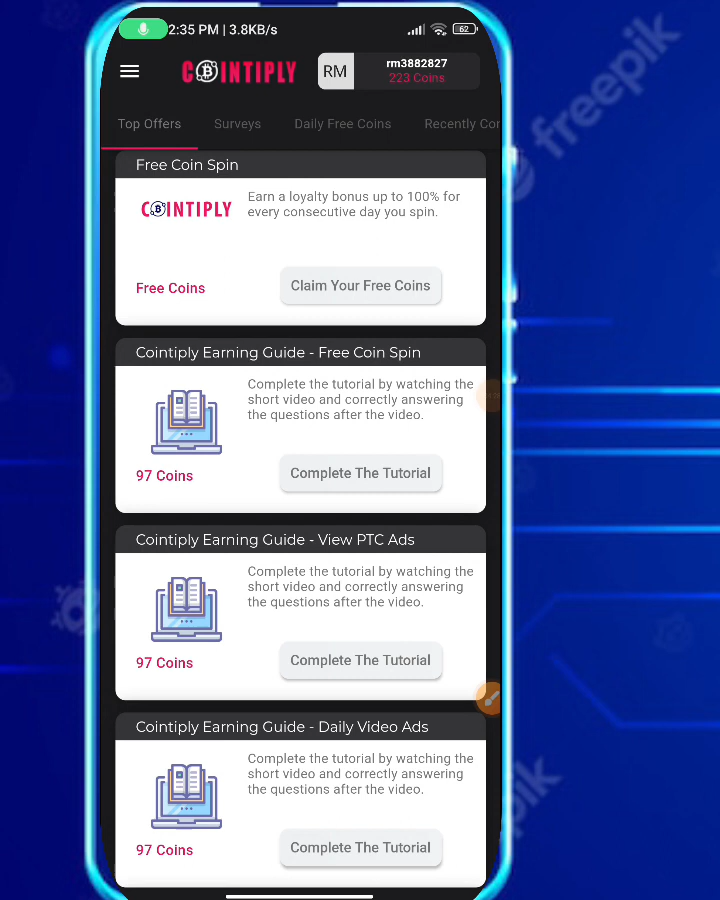 2:35 PM | 3.8KB/s
62
COINTIPLY
RM
rm3882827
223 Coins
Top Offers
Surveys
Daily Free Coins
Recently Cor
Free Coin Spin
COINTIPLY
Earn a loyalty bonus up to 100% for
every consecutive day you spin.
Free Coins
Claim Your Free Coins
Cointiply Earning Guide - Free Coin Spin
Complete the tutorial by watching the
short video and correctly answering
the questions after the video.
97 Coins
Complete The Tutorial
Cointiply Earning Guide - View PTC Ads
Complete the tutorial by watching the
short video and correctly answering
the questions after the video.
97 Coins
Complete The Tutorial
Cointiply Earning Guide - Daily Video Ads
Complete the tutorial by watching the
short video and correctly answering
the questions after the video.
97 Coins
Complete The Tutorial
freepik